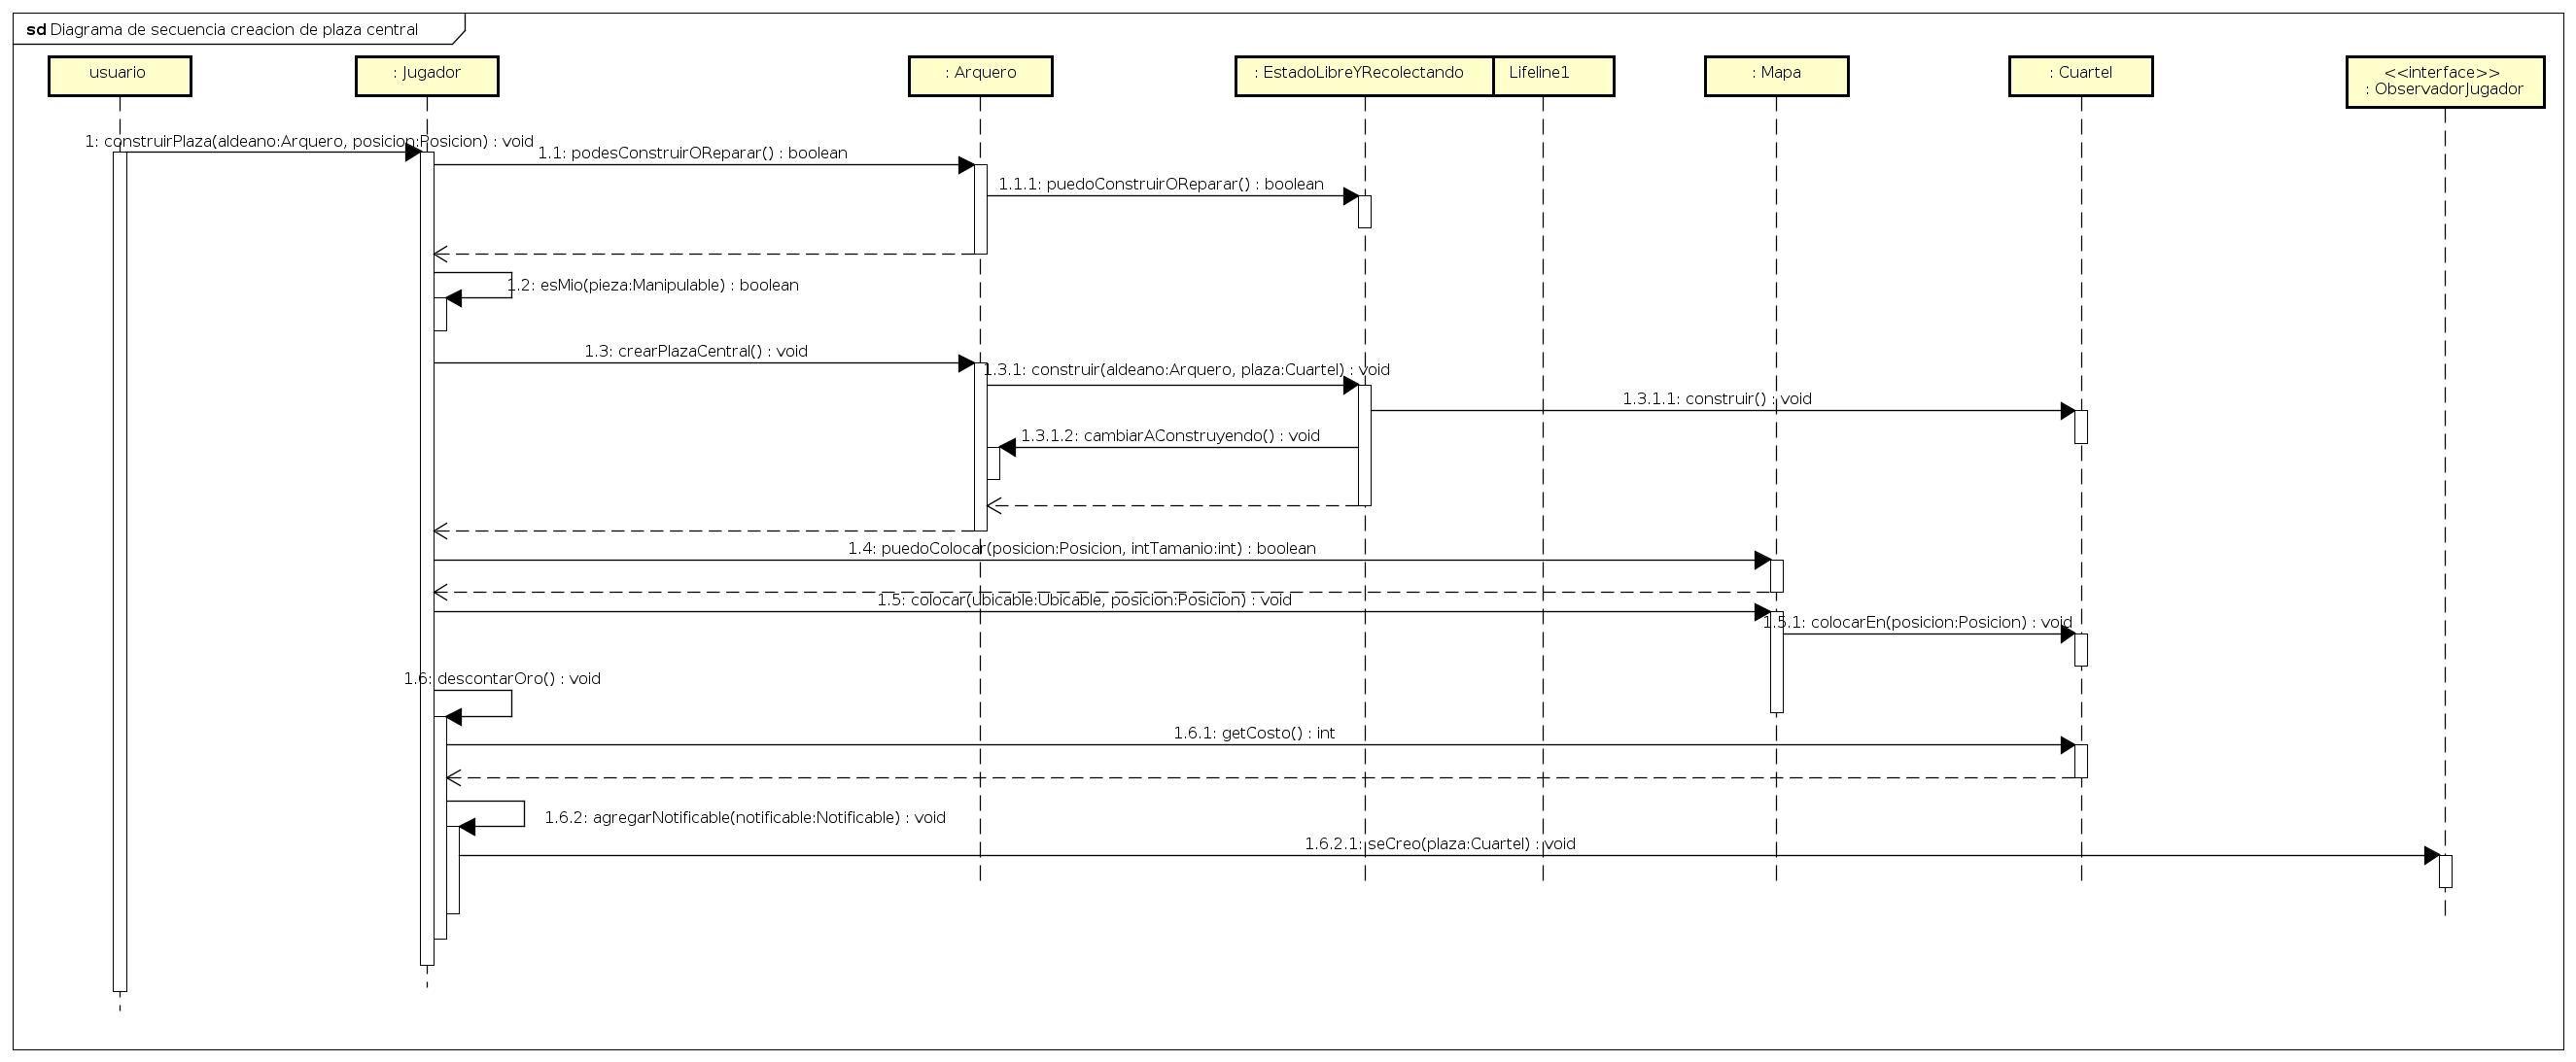 sd Diagrama de secuencia creacion de plaza central
usuario
: Jugador
: Arquero
: EstadoLibreYRecolectando
Lifeline1
: Mapa
: Cuartel
<<interface>>
: ObservadorJugador
1: construirPlaza(aldeano:Arquero, posicion:Posicion) : void
1.1: podesConstruirOReparar() : boolean
1.1.1: puedoConstruirOReparar() : boolean
1.2: esMio(pieza:Manipulable) : boolean
1.3: crearPlazaCentral() : void
1.3.1: construir(aldeano:Arquero, plaza:Cuartel) : void
1.3.1.1: construir() : void
1.3.1.2: cambiarAConstruyendo() : void
1.4: puedoColocar(posicion:Posicion, intTamanio:int) : boolean
1.5: colocar(ubicable:Ubicable, posicion:Posicion) : void
1.5.1: colocarEn(posicion:Posicion) : void
1.6: descontarOro() : void
1.6.1: getCosto() : int
1.6.2: agregarNotificable(notificable:Notificable) : void
1.6.2.1: seCreo(plaza:Cuartel) : void